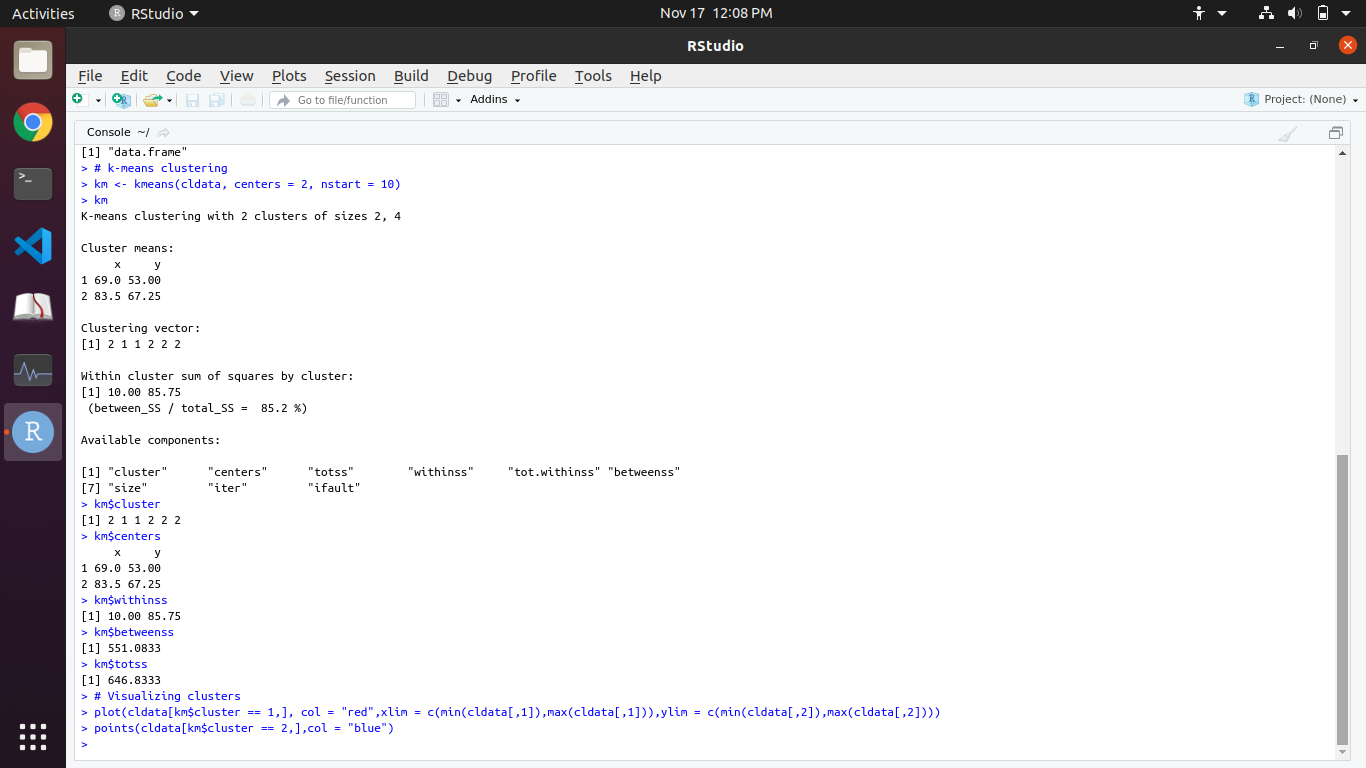 Activities RStudio Nov 17 12:08 PM
RStudio
File Edit Code View Plots Session Build Debug Profile Tools Help
Go to file/function Addins Project: (None)
Console ~/
[1] "data.frame"
> # k-means clustering
> km <- kmeans(cldata, centers = 2, nstart = 10)
> km
K-means clustering with 2 clusters of sizes 2, 4
Cluster means:
     x     y
1 69.0 53.00
2 83.5 67.25
Clustering vector:
[1] 2 1 1 2 2 2
Within cluster sum of squares by cluster:
[1] 10.00 85.75
 (between_SS / total_SS =  85.2 %)
Available components:
[1] "cluster"      "centers"      "totss"        "withinss"     "tot.withinss" "betweenss"
[7] "size"         "iter"         "ifault"
> km$cluster
[1] 2 1 1 2 2 2
> km$centers
     x     y
1 69.0 53.00
2 83.5 67.25
> km$withinss
[1] 10.00 85.75
> km$betweenss
[1] 551.0833
> km$totss
[1] 646.8333
> # Visualizing clusters
> plot(cldata[km$cluster == 1,], col = "red",xlim = c(min(cldata[,1]),max(cldata[,1])),ylim = c(min(cldata[,2]),max(cldata[,2])))
> points(cldata[km$cluster == 2,],col = "blue")
>